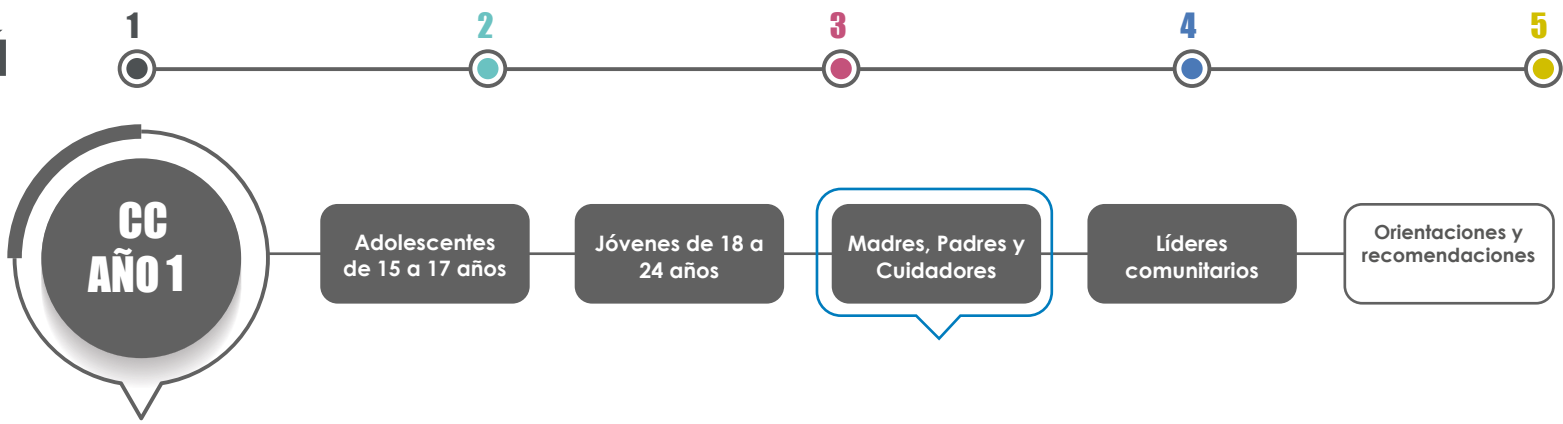 1 2 3 4 5
CC
AÑO 1
Adolescentes
de 15 a 17 años
Jóvenes de 18 a
24 años
Madres, Padres y
Cuidadores
Líderes
comunitarios
Orientaciones y
recomendaciones